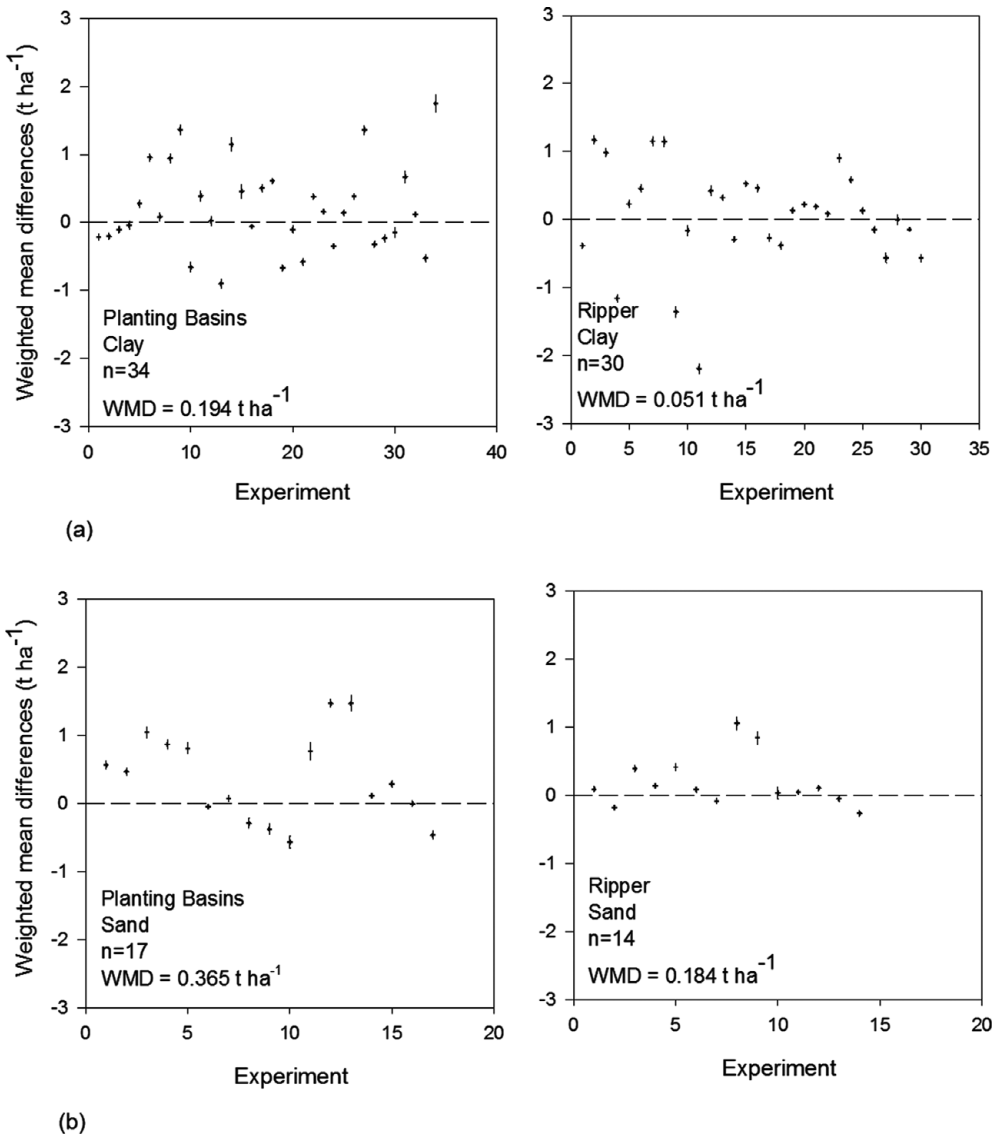 Weighted mean differences (t ha-1)
3
2
1
0
-1
-2
-3
Planting Basins
Clay
n=34
WMD = 0.194 t ha-1
0 10 20 30 40
Experiment
3
2
1
0
-1
-2
-3
Ripper
Clay
n=30
WMD = 0.051 t ha-1
0 5 10 15 20 25 30 35
Experiment
(a)
Weighted mean differences (t ha-1)
3
2
1
0
-1
-2
-3
Planting Basins
Sand
n=17
WMD = 0.365 t ha-1
0 5 10 15 20
Experiment
3
2
1
0
-1
-2
-3
Ripper
Sand
n=14
WMD = 0.184 t ha-1
0 5 10 15 20
Experiment
(b)